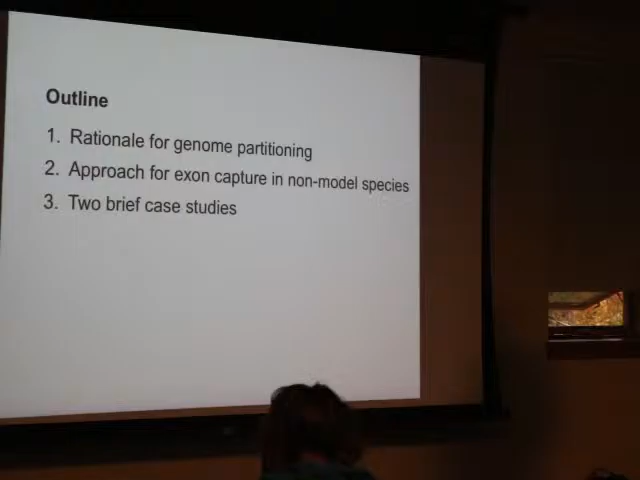 Outline
1. Rationale for genome partitioning
2. Approach for exon capture in non-model species
3. Two brief case studies